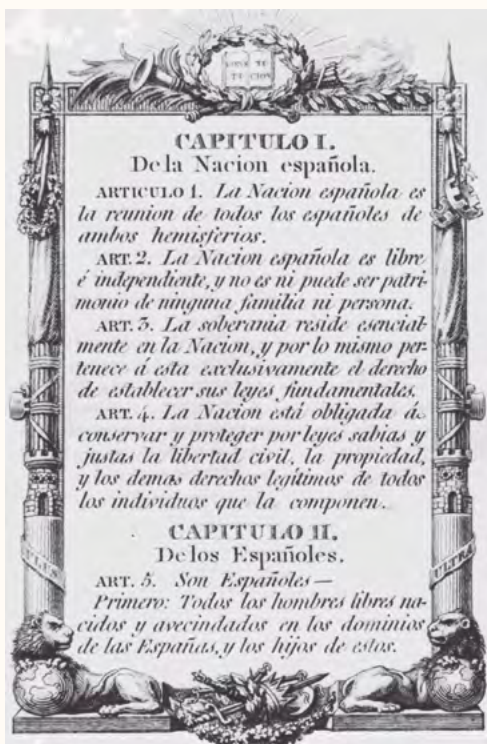 CONSTI
TUCION
CAPITULO I.
De la Nacion española.
ARTICULO 1. La Nacion española es
la reunion de todos los españoles de
ambos hemisferios.
ART. 2. La Nacion española es libre
é independiente, y no es ni puede ser patri-
monio de ninguna familia ni persona.
ART. 3. La soberania reside esencial-
mente en la Nacion, y por lo mismo per-
tenece á esta exclusivamente el derecho
de establecer sus leyes fundamentales.
ART. 4. La Nacion está obligada á
conservar y proteger por leyes sabias y
justas la libertad civil, la propiedad,
y los demas derechos legítimos de todos
los individuos que la componen.
CAPITULO II.
De los Españoles.
ART. 5. Son Españoles —
Primero: Todos los hombres libres na-
cidos y avecindados en los dominios
de las Españas, y los hijos de estos.
PLUS
ULTRA